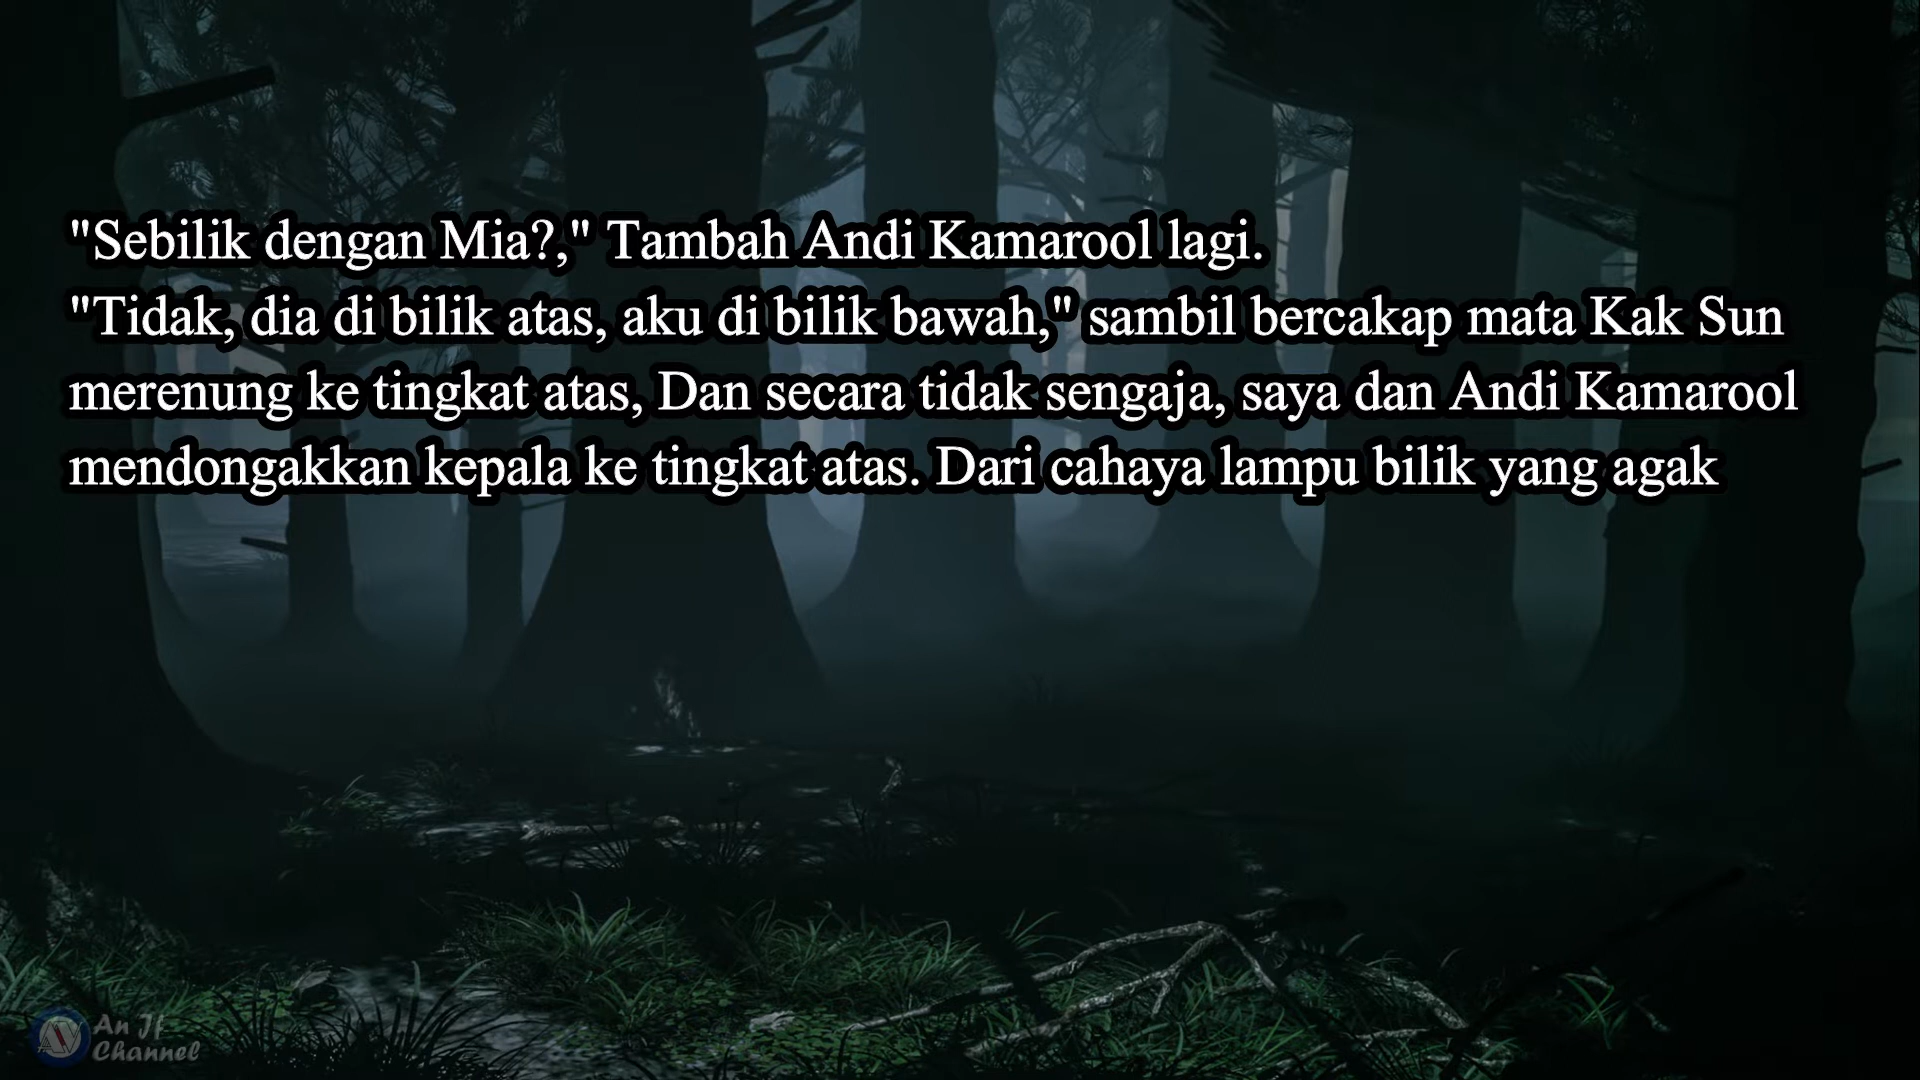 "Sebilik dengan Mia?," Tambah Andi Kamarool lagi.
"Tidak, dia di bilik atas, aku di bilik bawah," sambil bercakap mata Kak Sun
merenung ke tingkat atas, Dan secara tidak sengaja, saya dan Andi Kamarool
mendongakkan kepala ke tingkat atas. Dari cahaya lampu bilik yang agak
An Jf
Channel